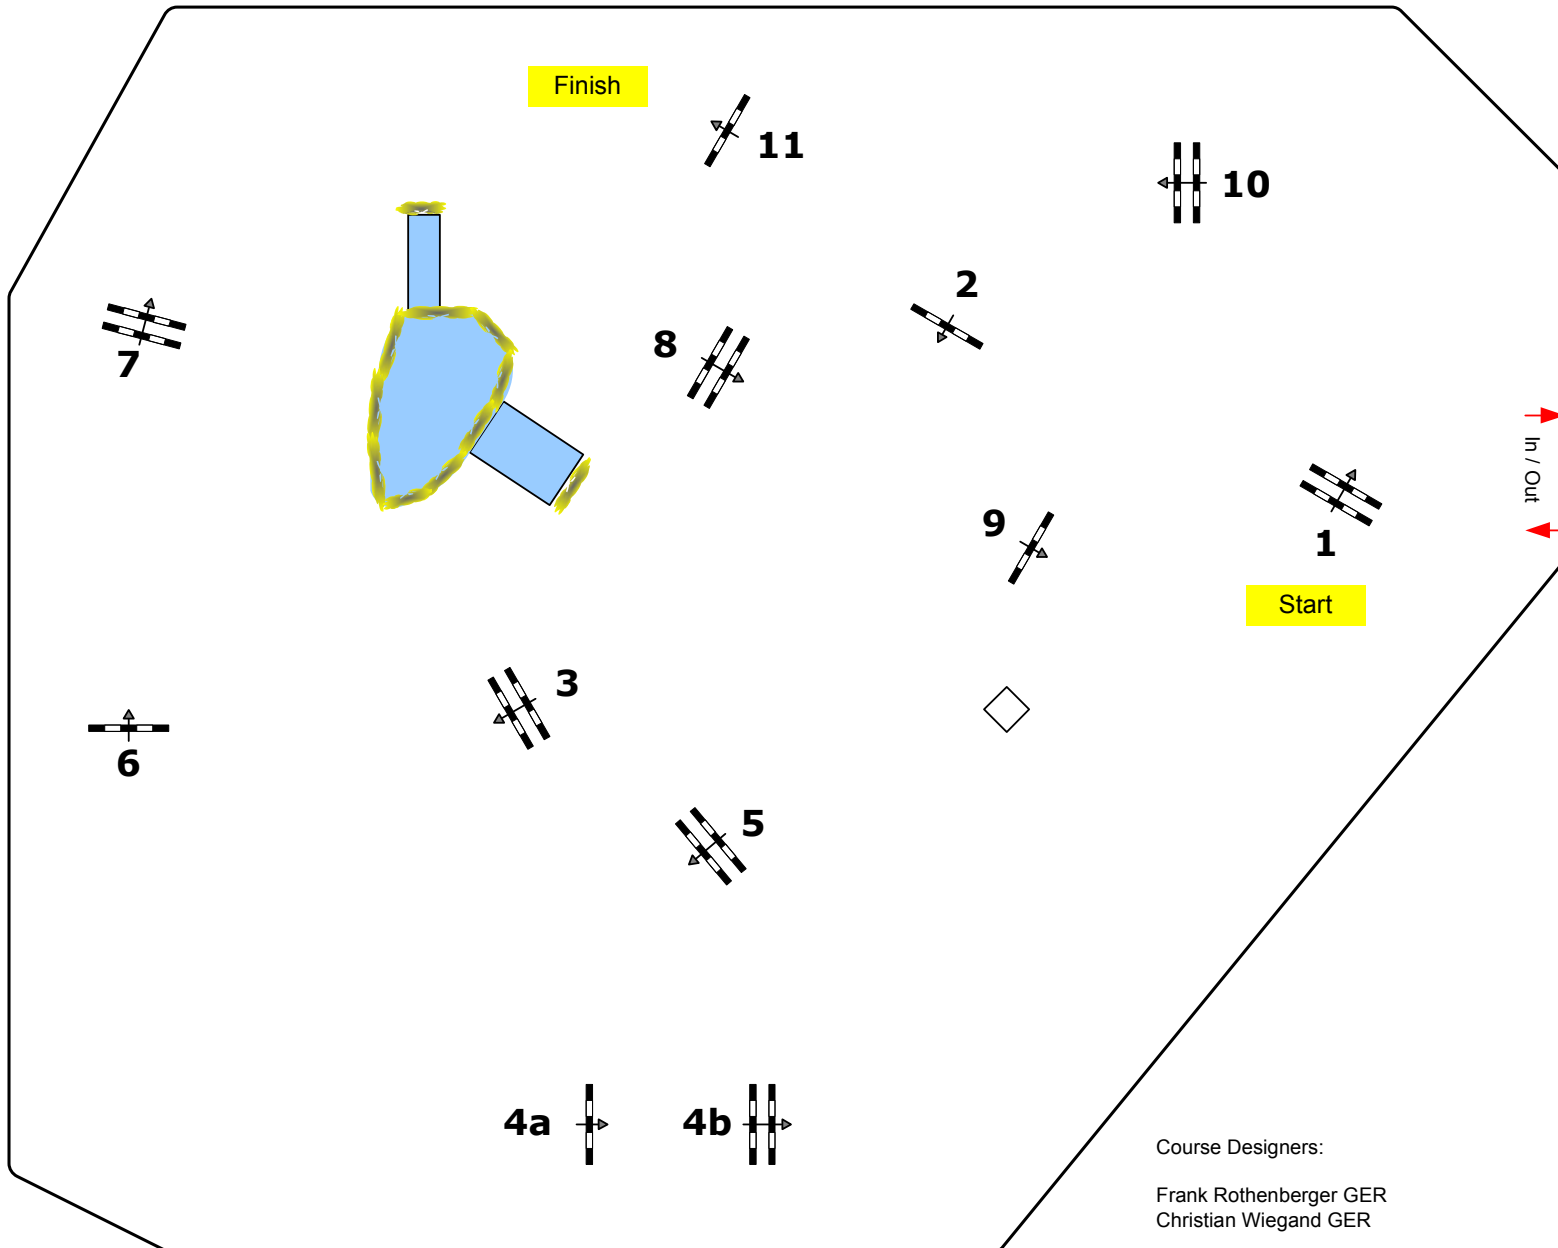 Finish
11
10
2
8
7
In / Out
9
1
Start
3
6
5
4a
4b
Course Designers:
Frank Rothenberger GER
Christian Wiegand GER